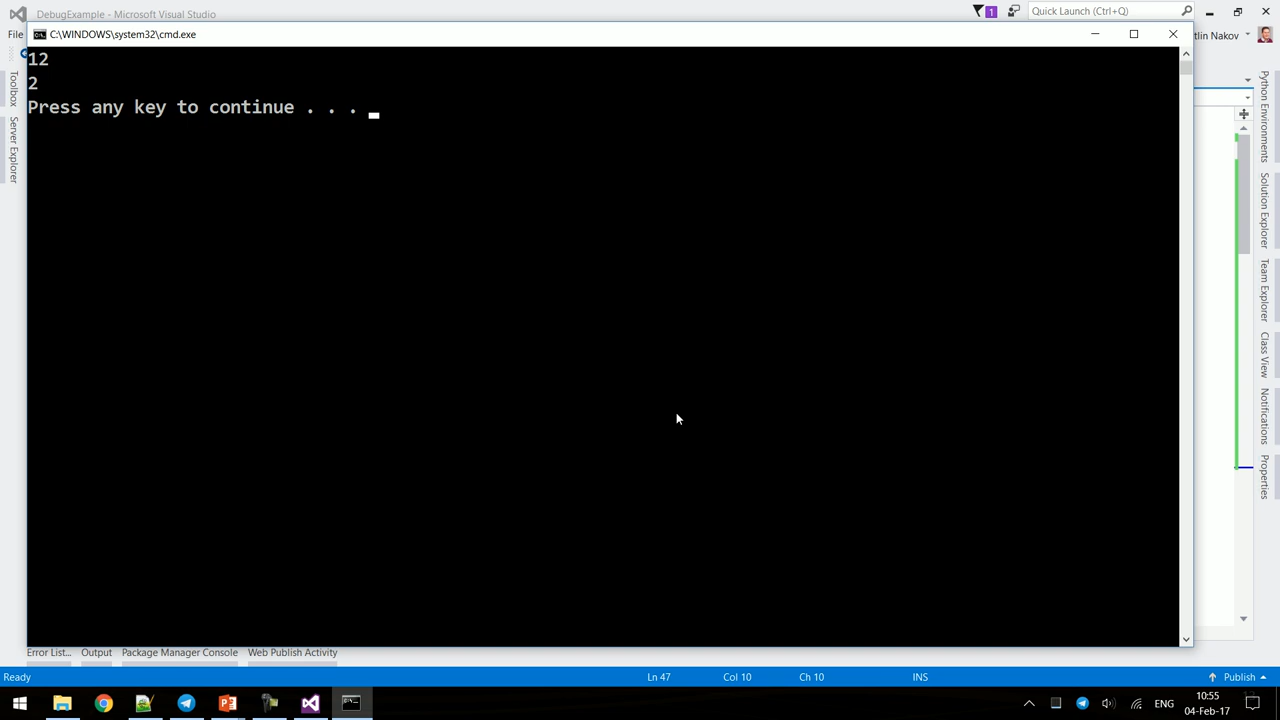 DebugExample - Microsoft Visual Studio
1
Quick Launch (Ctrl+Q)
File
C:\WINDOWS\system32\cmd.exe
tlin Nakov
12
2
Press any key to continue . . .
Toolbox
Server Explorer
Python Environments
Solution Explorer
Team Explorer
Class View
Notifications
Properties
Error List...
Output
Package Manager Console
Web Publish Activity
Ready
Ln 47
Col 10
Ch 10
INS
Publish
ENG
10:55
04-Feb-17